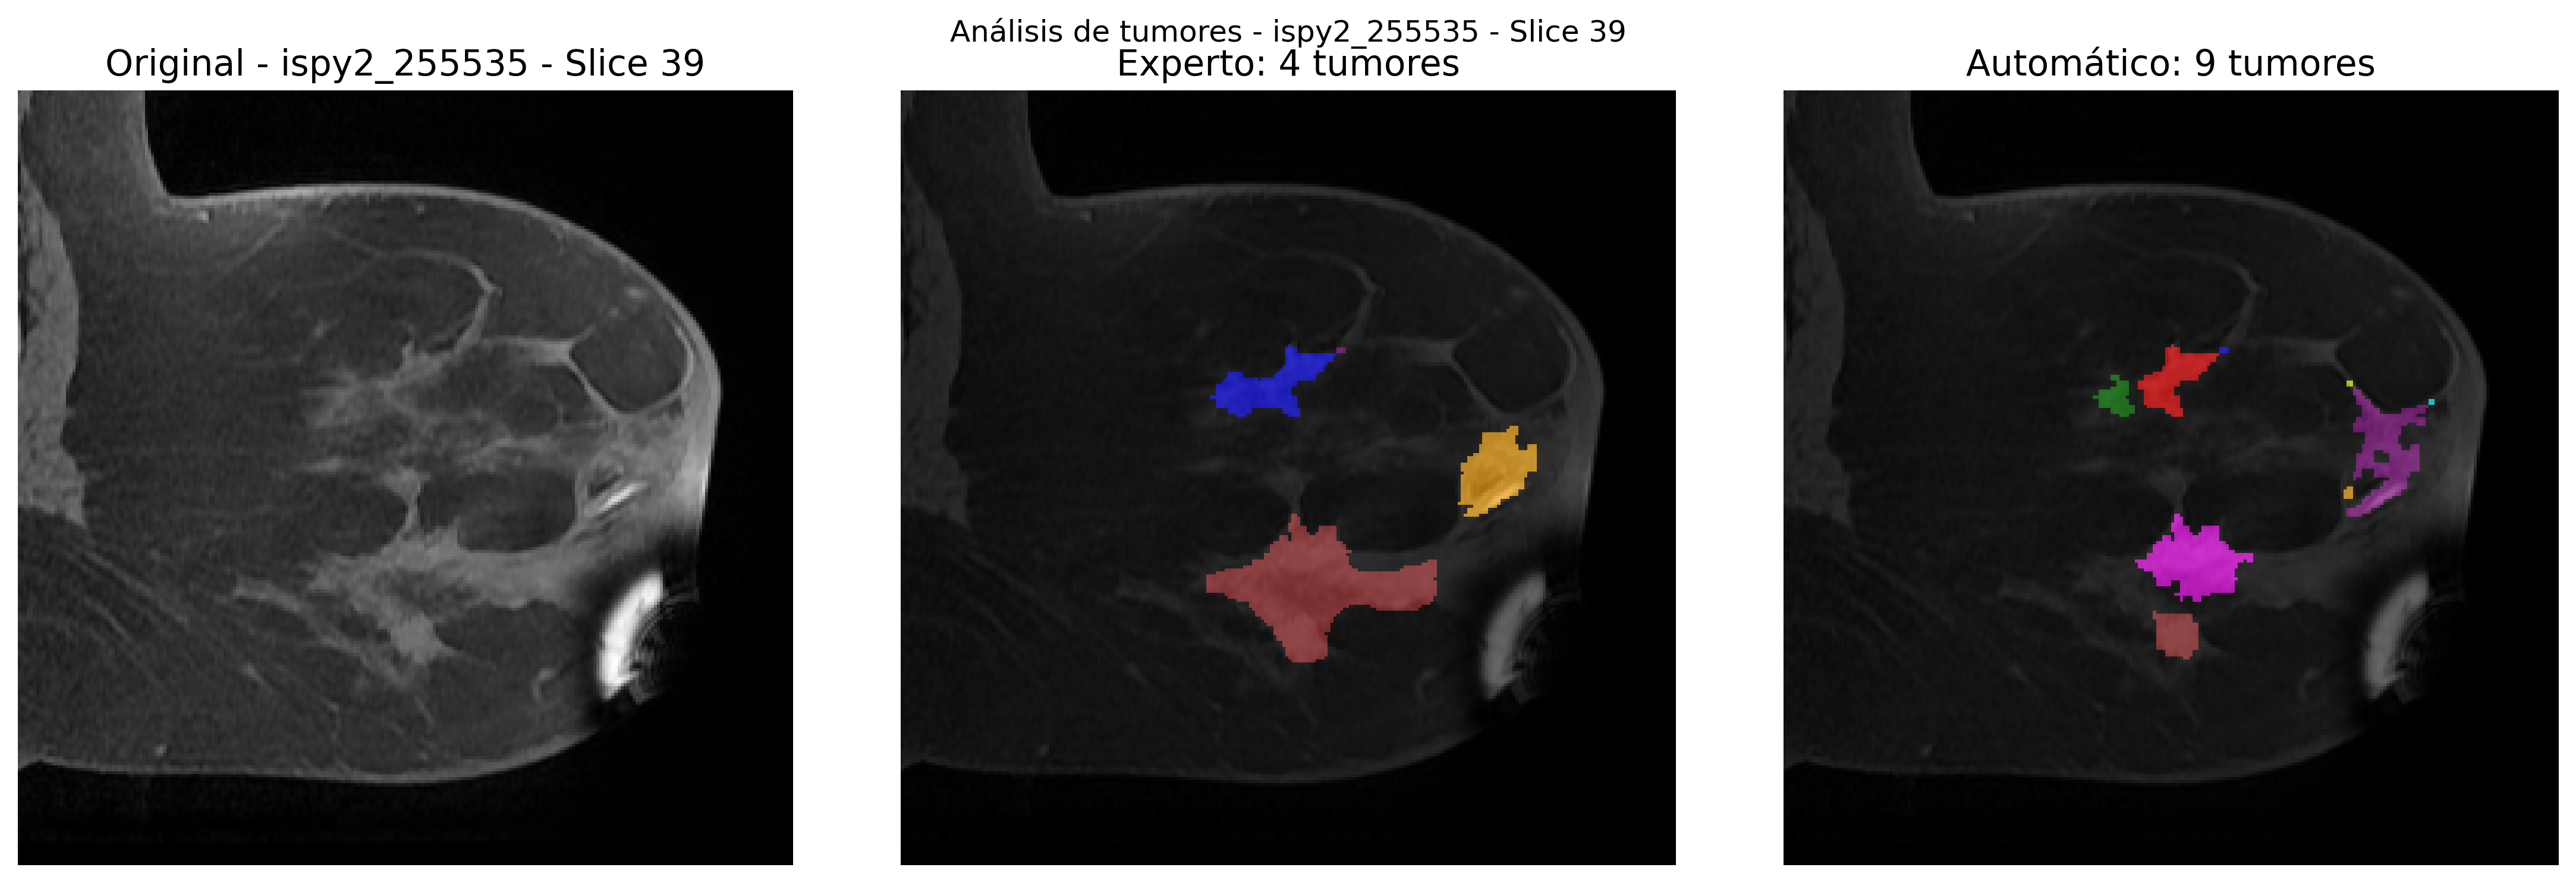 Análisis de tumores - ispy2_255535 - Slice 39
Original - ispy2_255535 - Slice 39
Experto: 4 tumores
Automático: 9 tumores